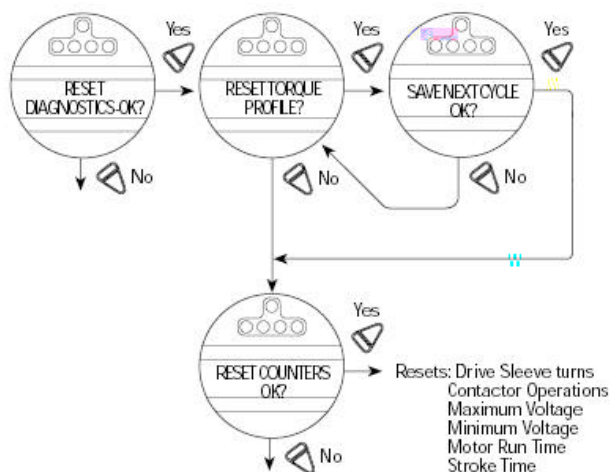 Yes
Yes
Yes
RESET
DIAGNOSTICS-OK?
RESET TORQUE
PROFILE?
SAVE NEXT CYCLE
OK?
No
No
No
Yes
RESET COUNTERS
OK?
Resets: Drive Sleeve turns
Contactor Operations
Maximum Voltage
Minimum Voltage
Motor Run Time
Stroke Time
No